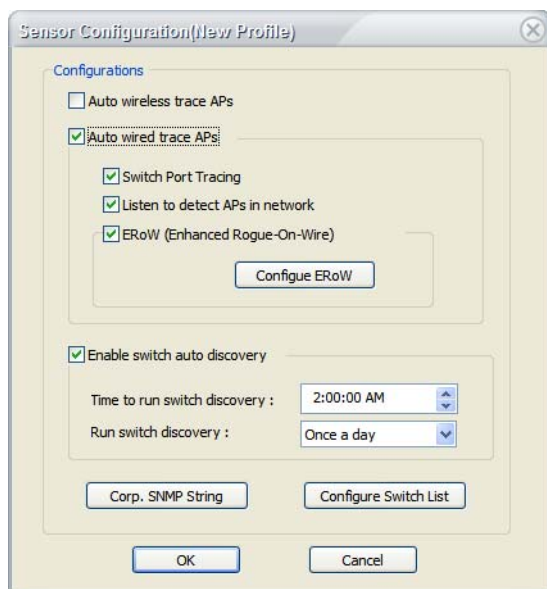 Sensor Configuration(New Profile)
Configurations
Auto wireless trace APs
Auto wired trace APs
Switch Port Tracing
Listen to detect APs in network
ERoW (Enhanced Rogue-On-Wire)
Configue ERoW
Enable switch auto discovery
Time to run switch discovery :
2:00:00 AM
Run switch discovery :
Once a day
Corp. SNMP String
Configure Switch List
OK
Cancel